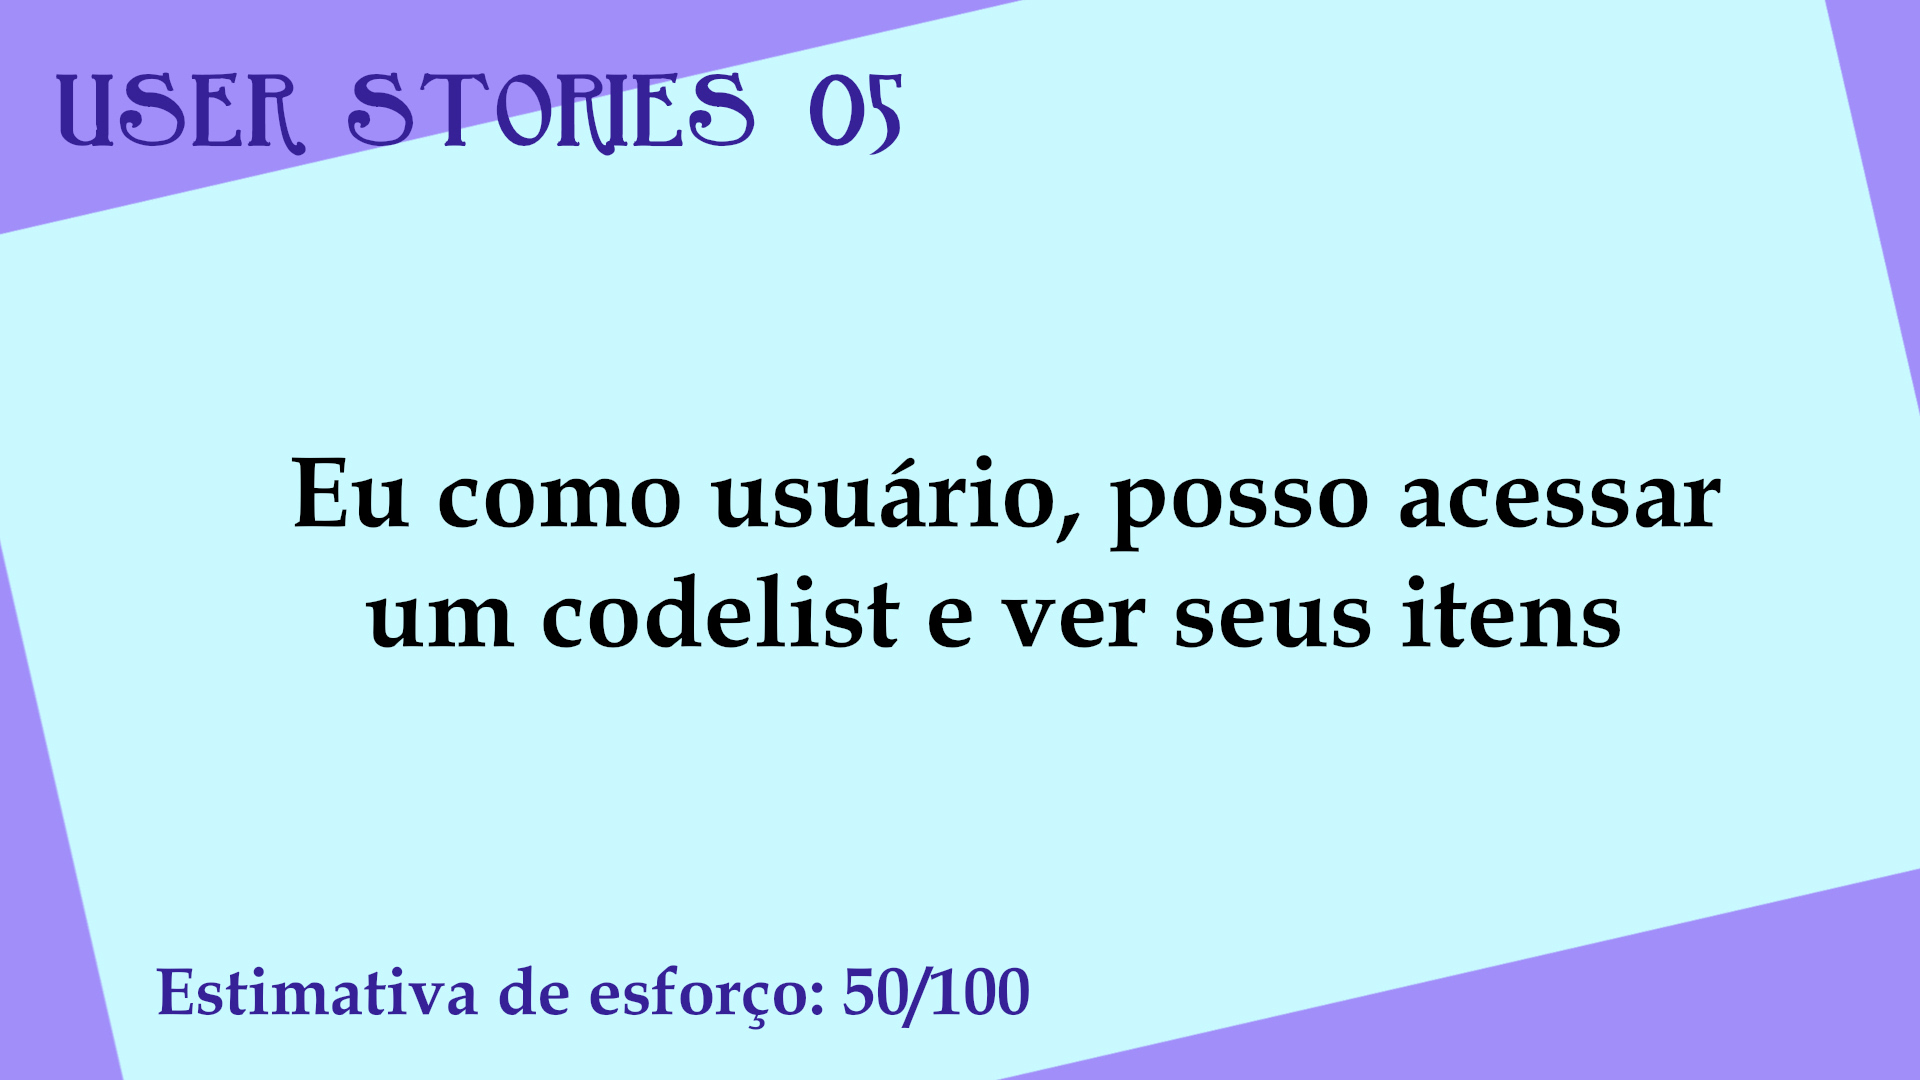 USER STORIES 05
Eu como usuário, posso acessar
um codelist e ver seus itens
Estimativa de esforço: 50/100